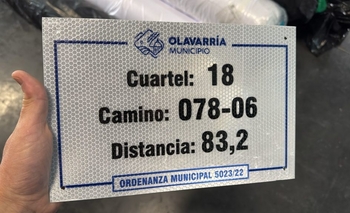 OLAVARRÍA
MUNICIPIO
Cuartel: 18
Camino: 078-06
Distancia: 83,2
ORDENANZA MUNICIPAL 5023/22